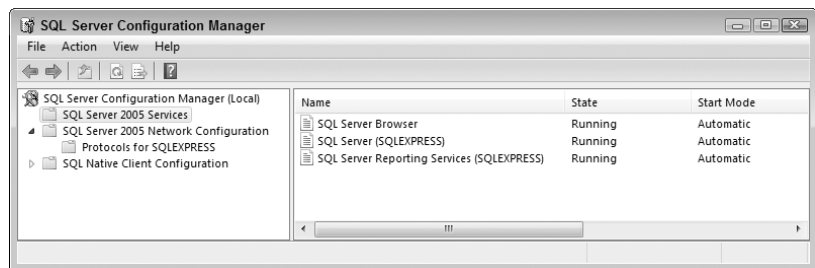 SQL Server Configuration Manager
File Action View Help
SQL Server Configuration Manager (Local)
SQL Server 2005 Services
SQL Server 2005 Network Configuration
Protocols for SQLEXPRESS
SQL Native Client Configuration
Name State Start Mode
SQL Server Browser Running Automatic
SQL Server (SQLEXPRESS) Running Automatic
SQL Server Reporting Services (SQLEXPRESS) Running Automatic